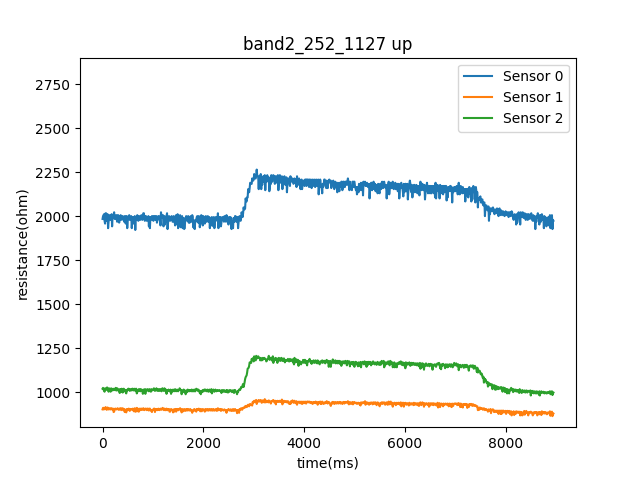 band2_252_1127 up
Sensor 0
Sensor 1
Sensor 2
resistance(ohm)
2750
2500
2250
2000
1750
1500
1250
1000
0
2000
4000
6000
8000
time(ms)